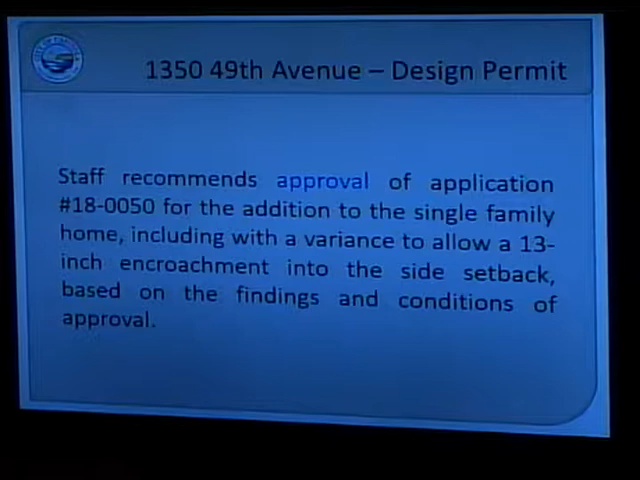 1350 49th Avenue – Design Permit
Staff recommends approval of application
#18-0050 for the addition to the single family
home, including with a variance to allow a 13-
inch encroachment into the side setback,
based on the findings and conditions of
approval.